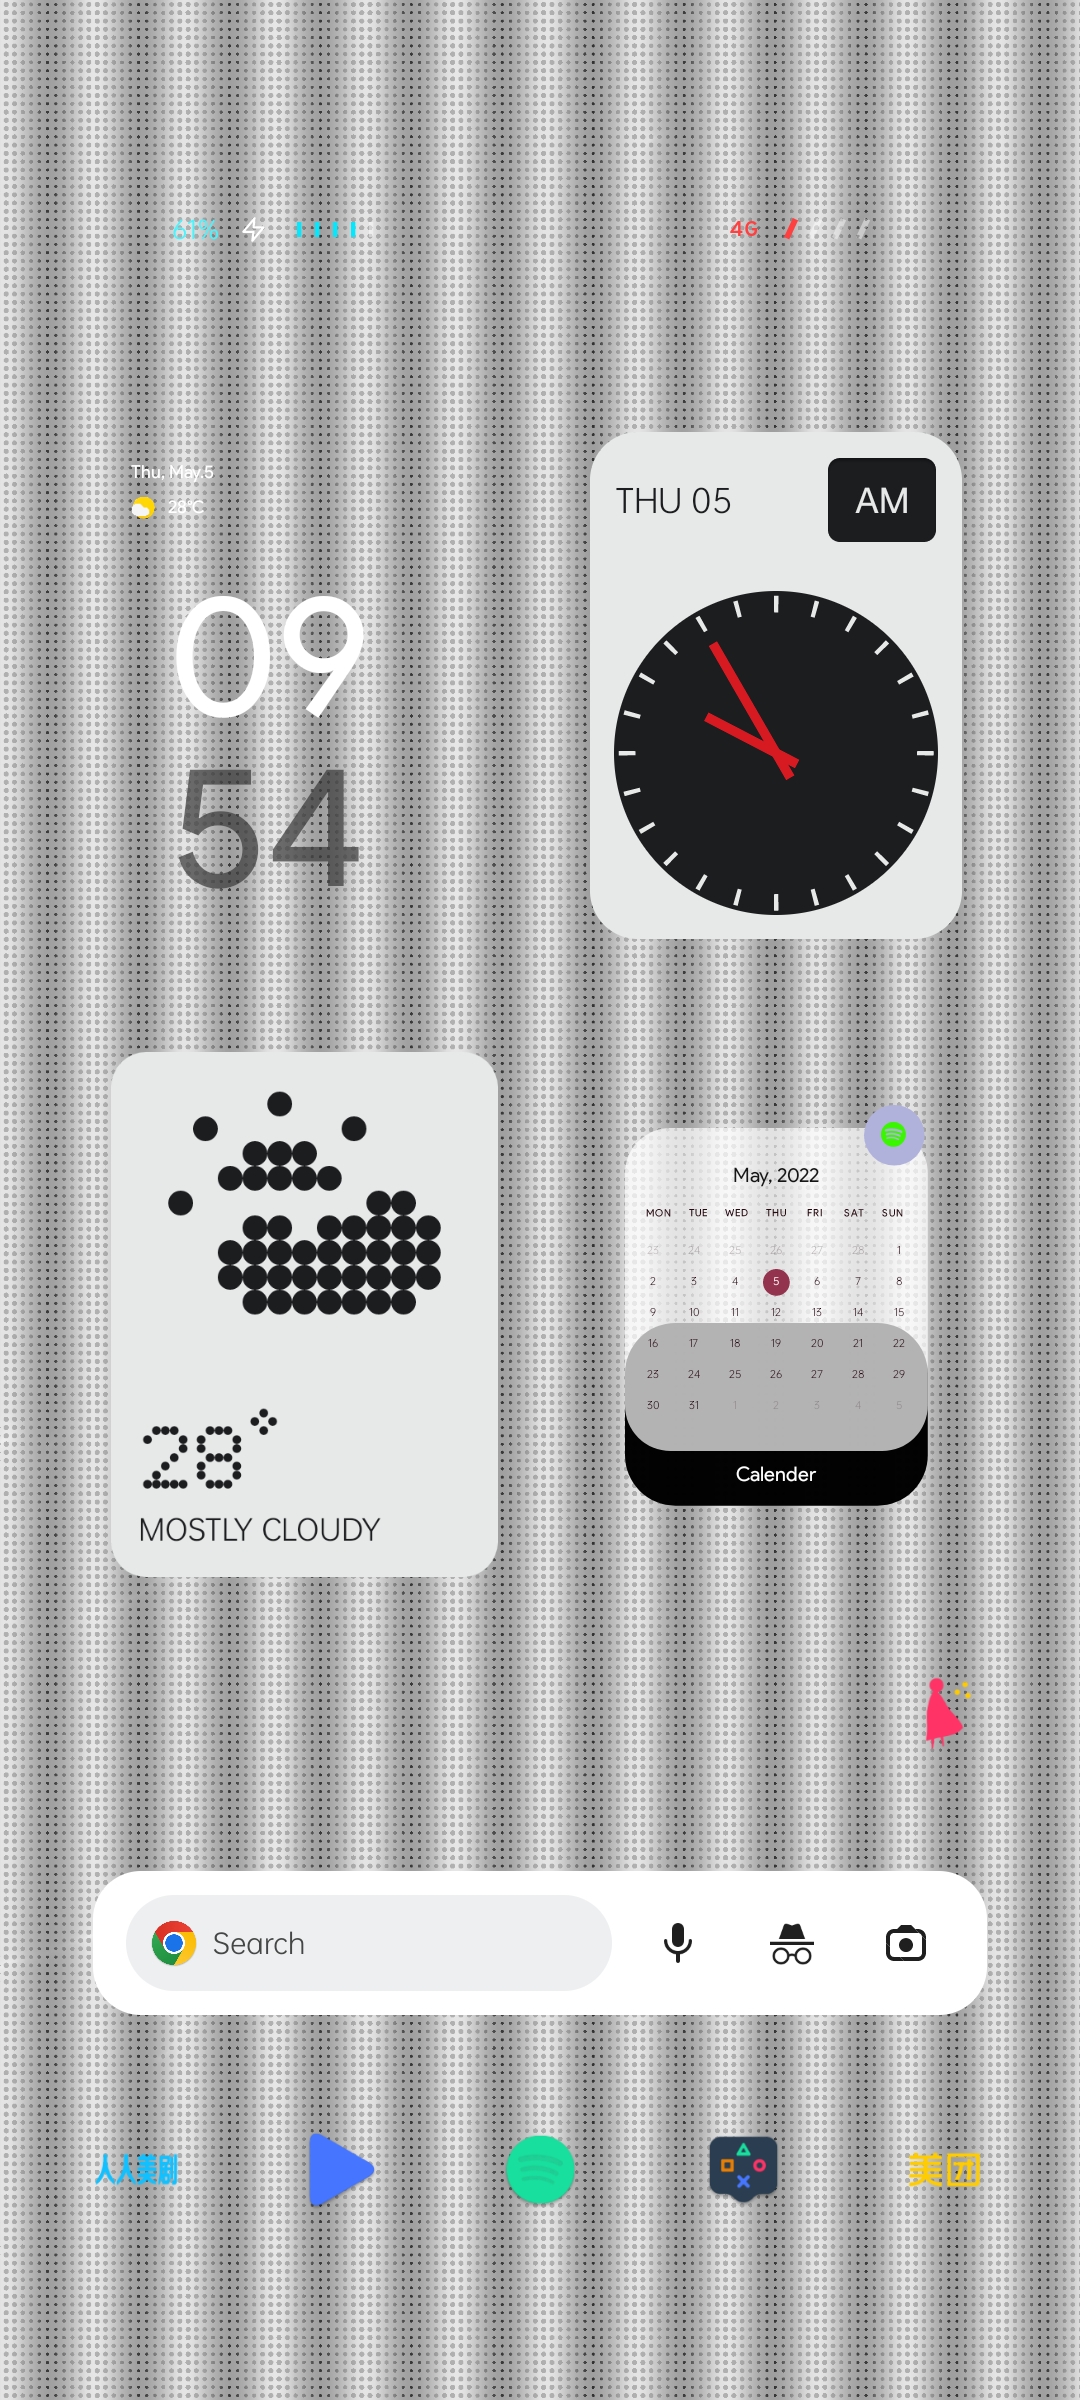 61%
4G
Thu, May.5
28°C
09
54
THU 05
AM
28°
MOSTLY CLOUDY
May, 2022
MON TUE WED THU FRI SAT SUN
23 24 25 26 27 28 1
2 3 4 5 6 7 8
9 10 11 12 13 14 15
16 17 18 19 20 21 22
23 24 25 26 27 28 29
30 31 1 2 3 4 5
Calender
Search
人人美剧
美团